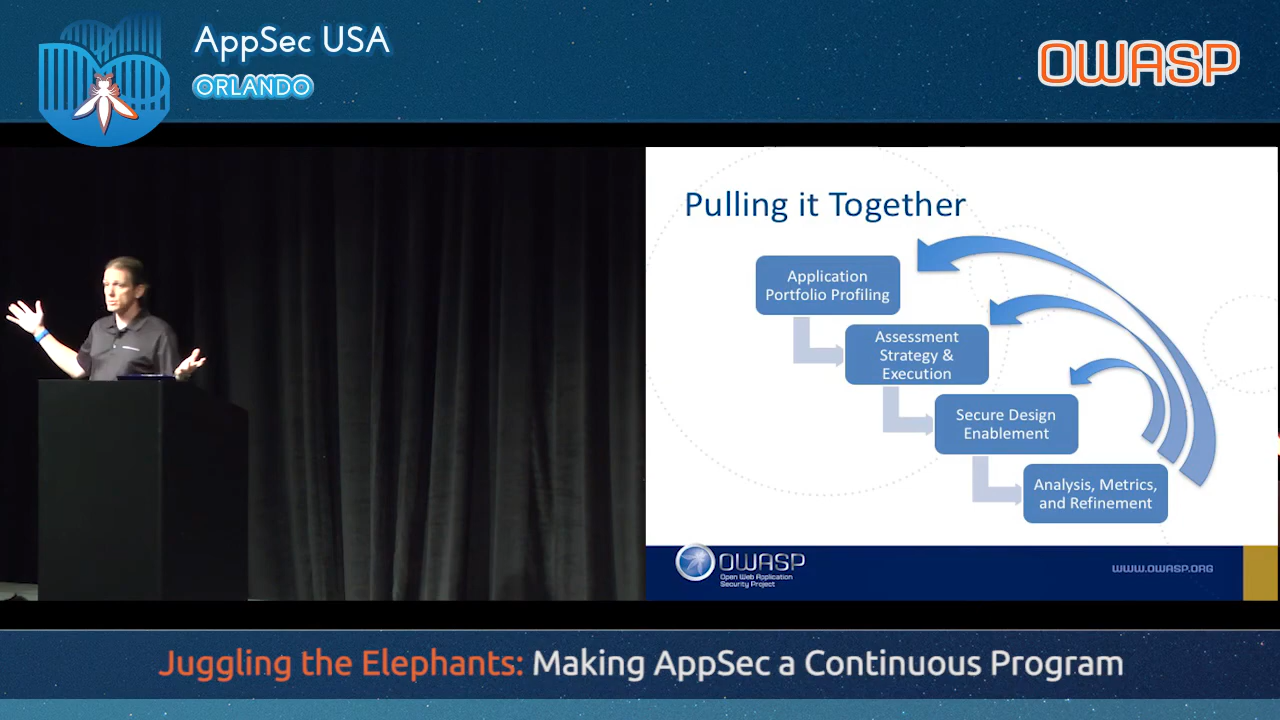 AppSec USA
ORLANDO
OWASP
Pulling it Together
Application
Portfolio Profiling
Assessment
Strategy &
Execution
Secure Design
Enablement
Analysis, Metrics,
and Refinement
OWASP
Open Web Application
Security Project
WWW.OWASP.ORG
Juggling the Elephants: Making AppSec a Continuous Program